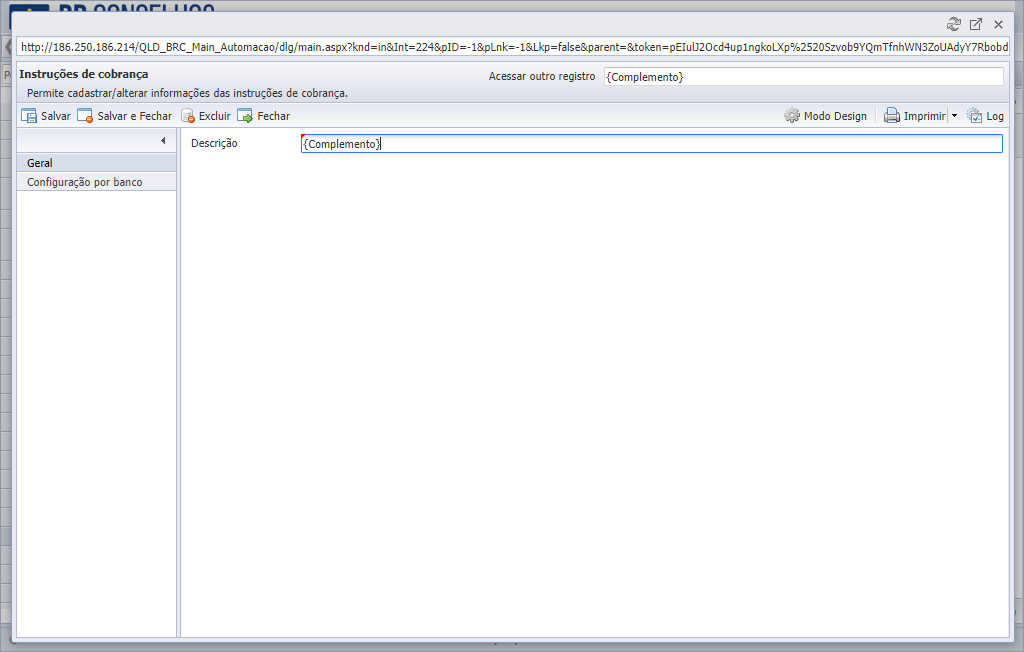 http://186.250.186.214/QLD_BRC_Main_Automacao/dlg/main.aspx?knd=in&Int=224&pID=-1&pLnk=-1&Lkp=false&parent=&token=pEIulJ2Ocd4up1ngkoLXp%2520Szvob9YQmTfnhWN3ZoUAdyY7Rbobd
Instruções de cobrança
Acessar outro registro {Complemento}
Permite cadastrar/alterar informações das instruções de cobrança.
Salvar Salvar e Fechar Excluir Fechar Modo Design Imprimir Log
Descrição {Complemento}
Geral
Configuração por banco